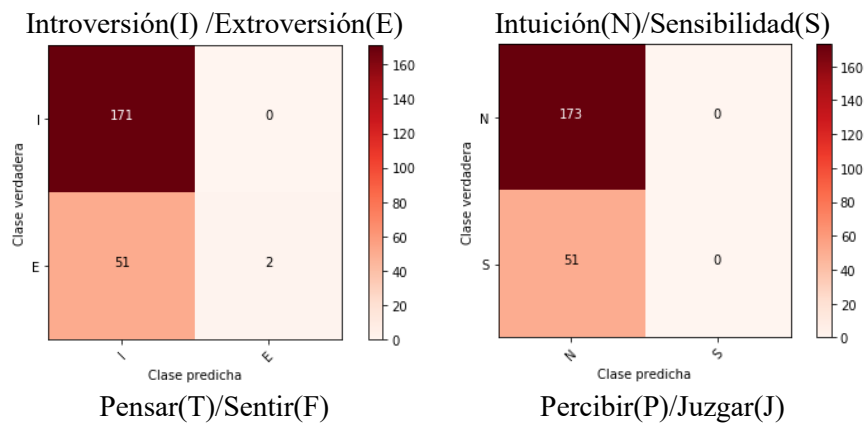 Introversión(I) /Extroversión(E)
Intuición(N)/Sensibilidad(S)
Clase verdadera
I
E
171
0
51
2
I
E
Clase predicha
160
140
120
100
80
60
40
20
0
Clase verdadera
N
S
173
0
51
0
N
S
Clase predicha
160
140
120
100
80
60
40
20
0
Pensar(T)/Sentir(F)
Percibir(P)/Juzgar(J)